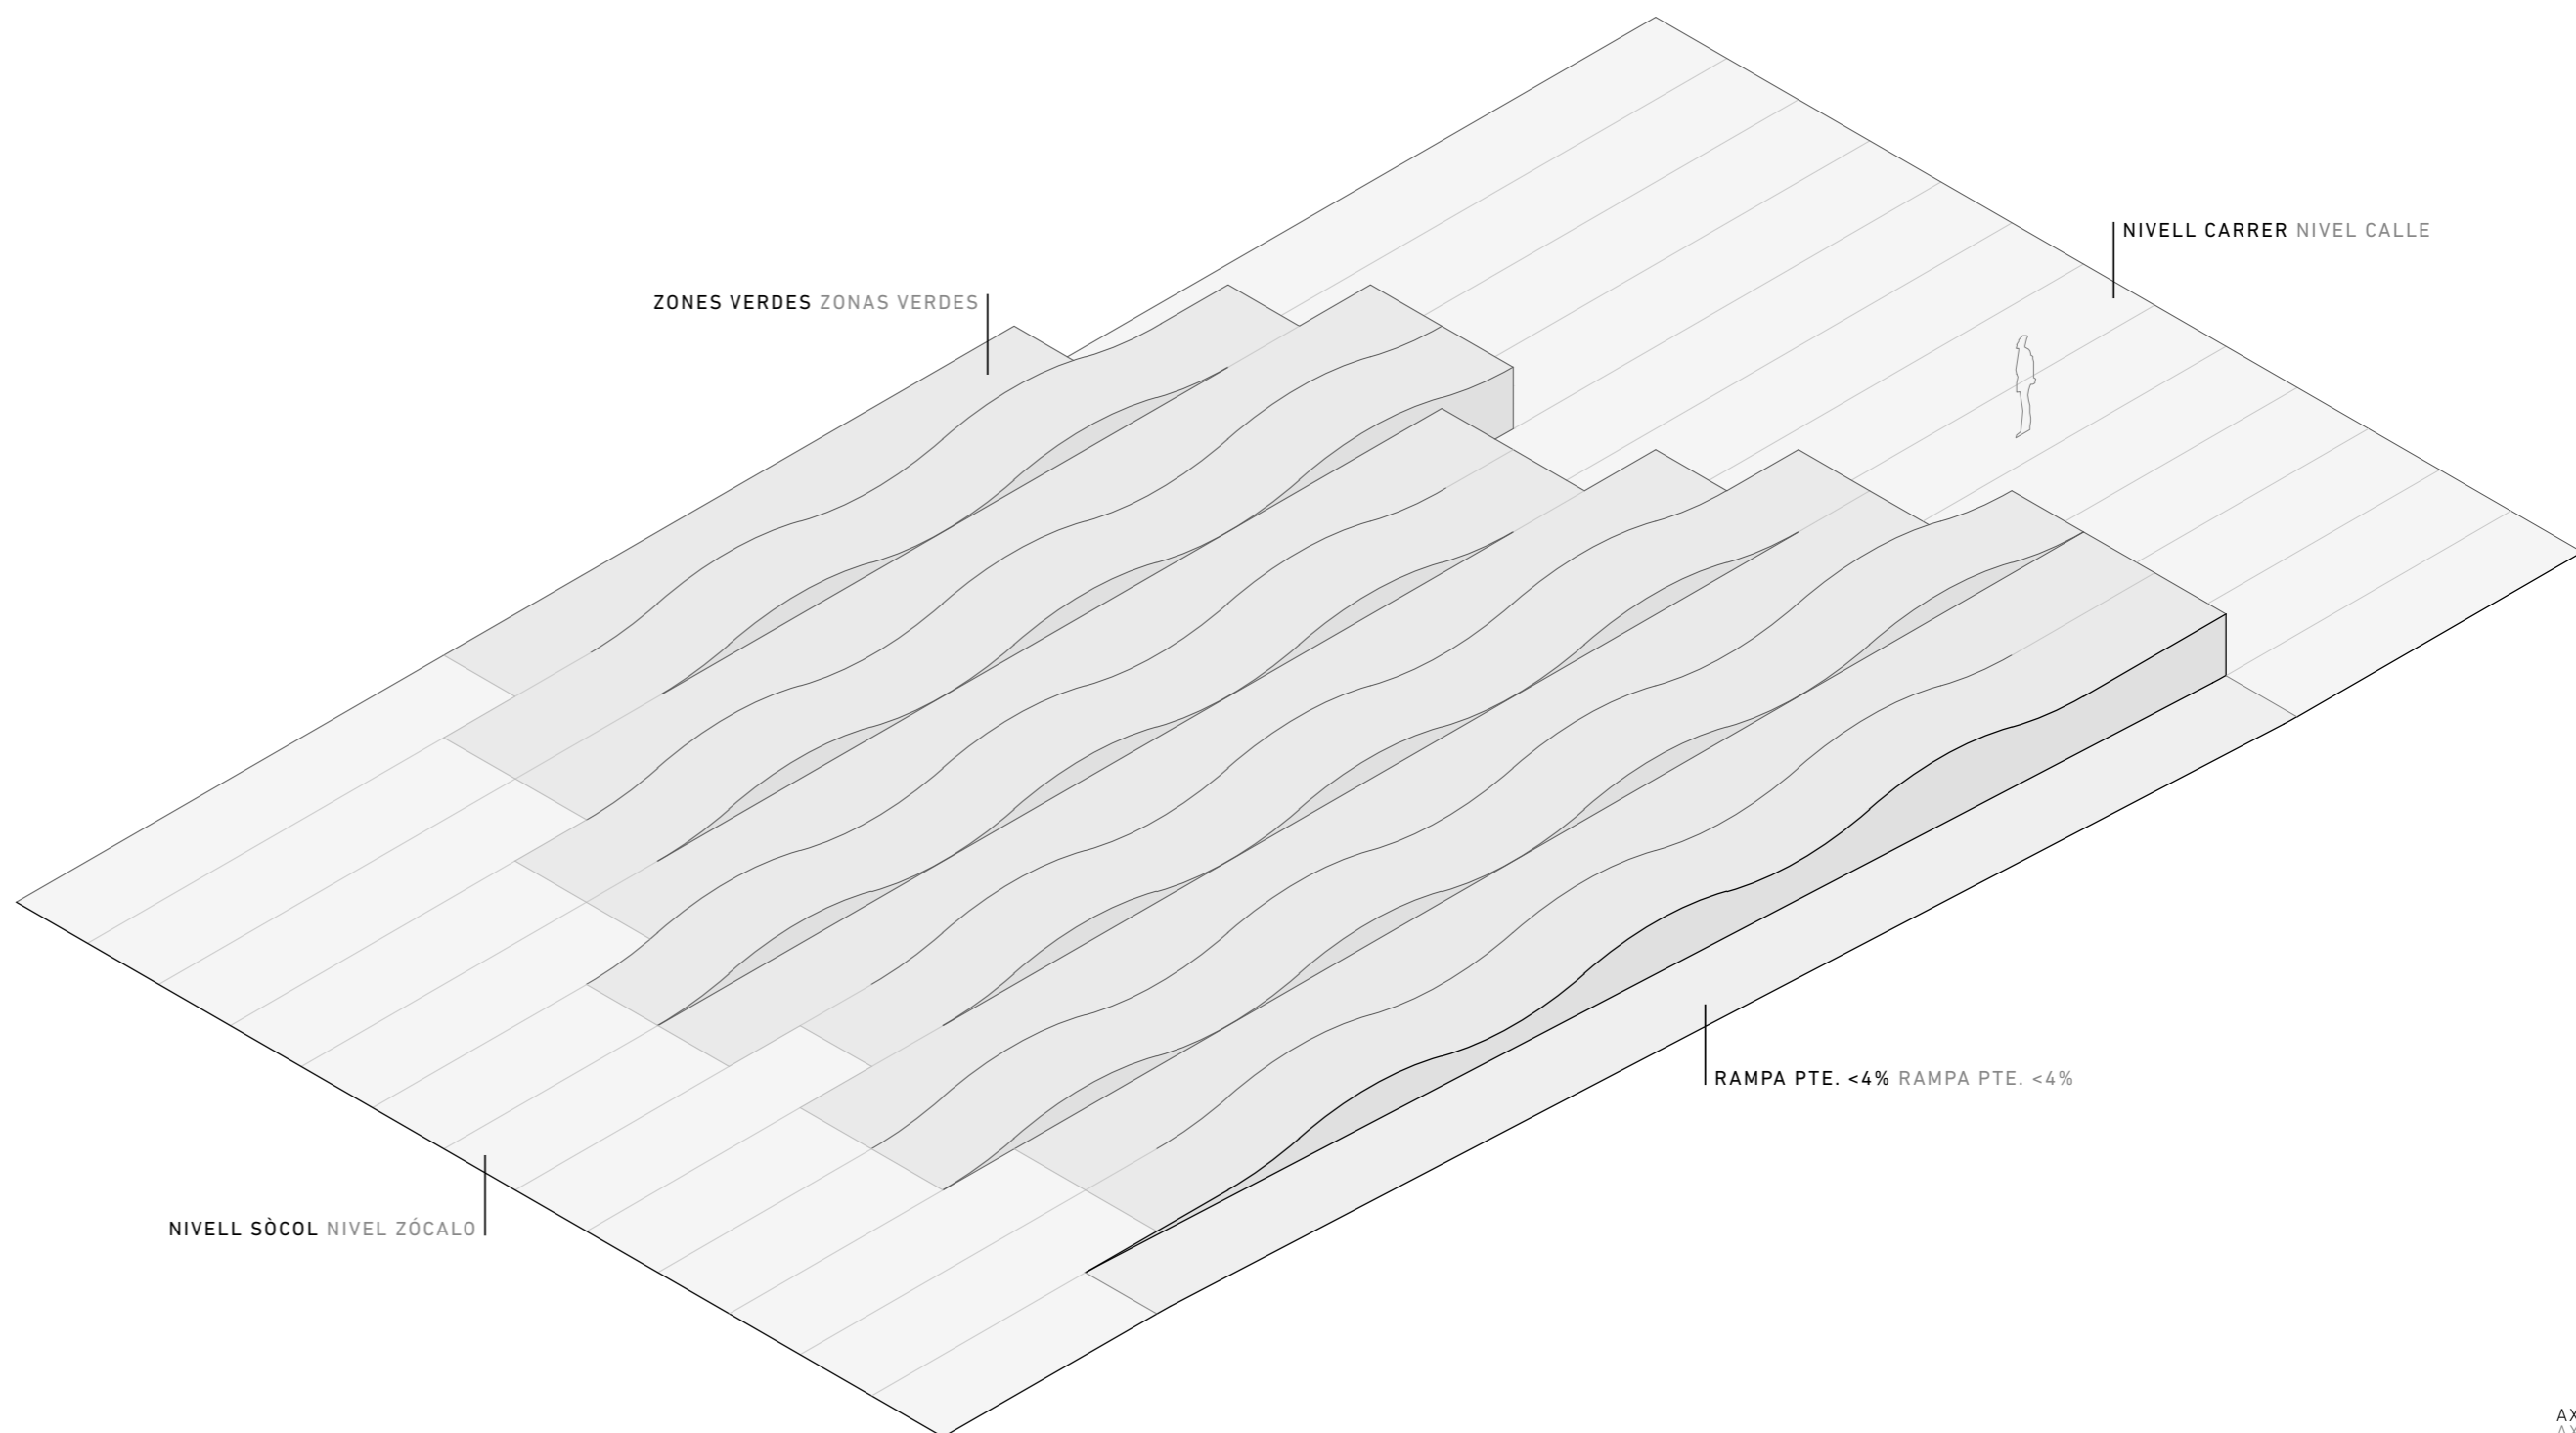 NIVELL CARRER NIVEL CALLE
ZONES VERDES ZONAS VERDES
RAMPA PTE. <4% RAMPA PTE. <4%
NIVELL SÒCOL NIVEL ZÓCALO